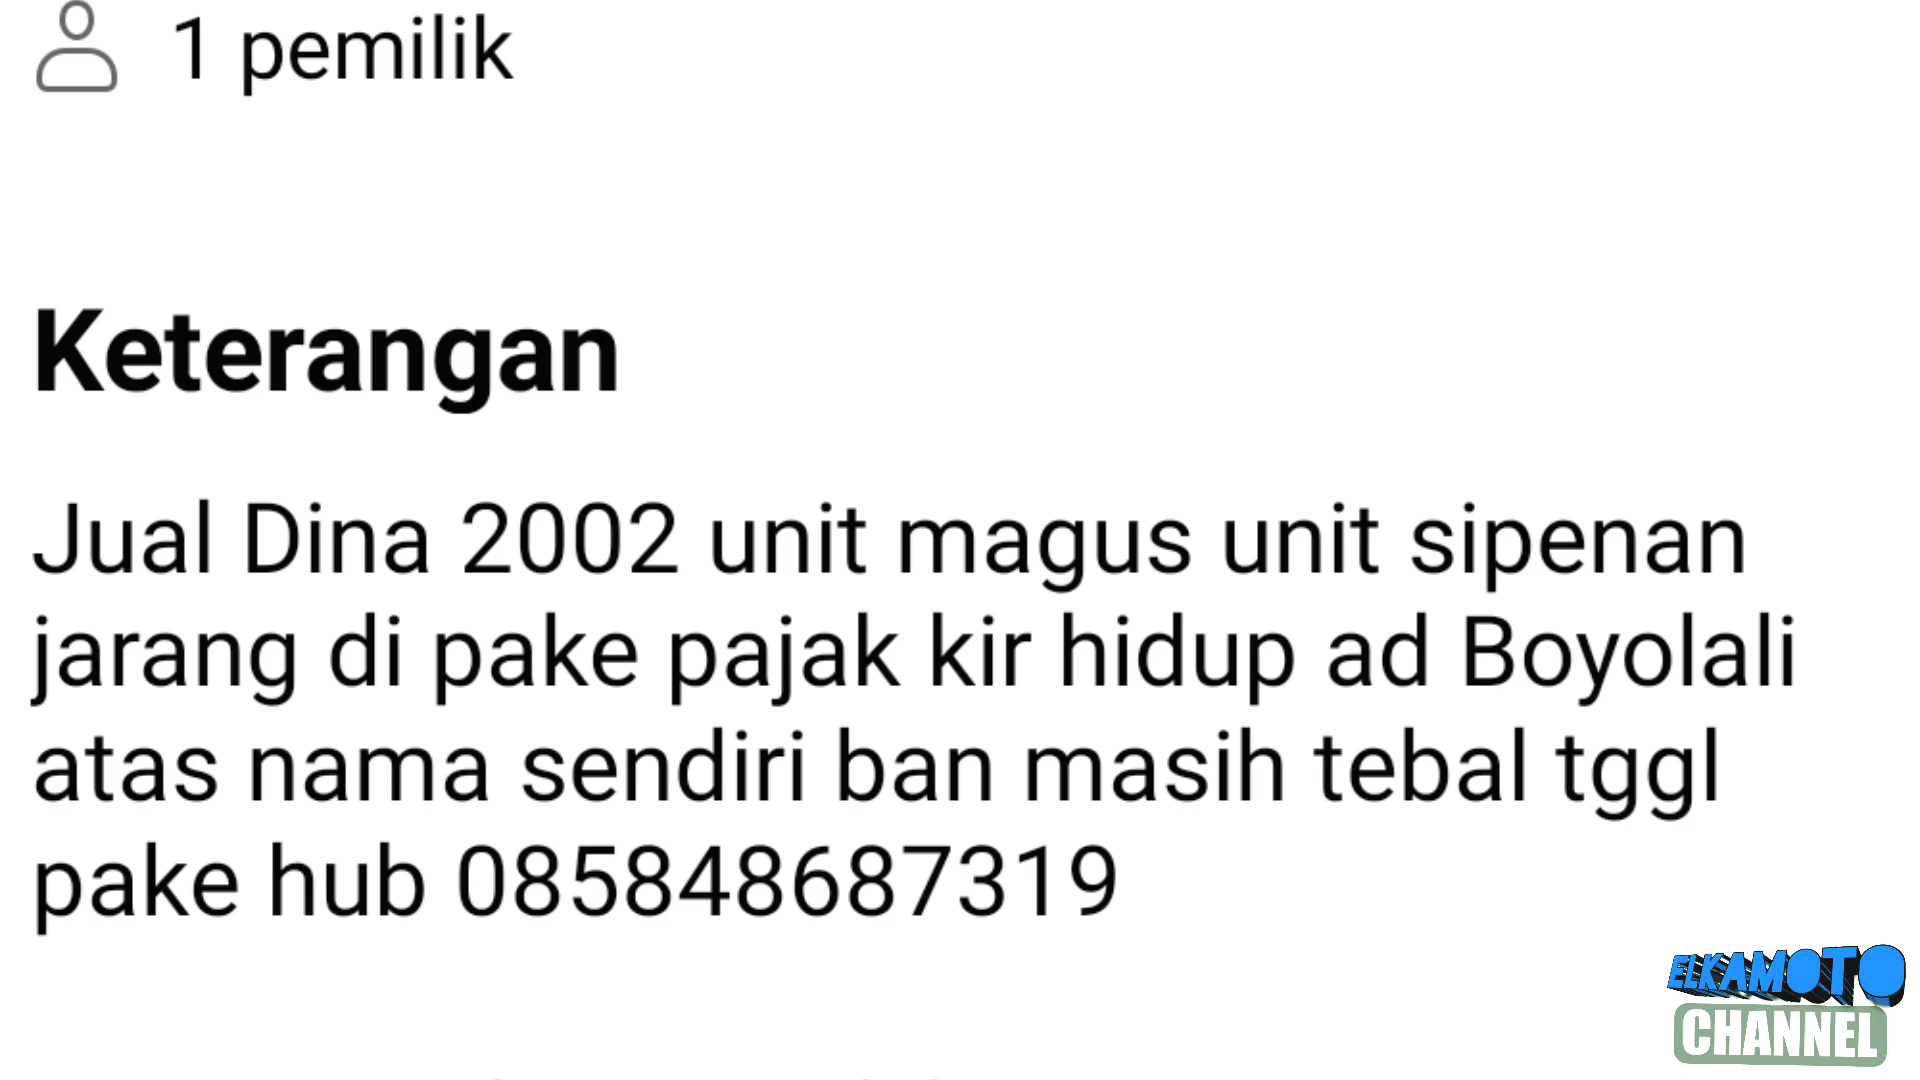 1 pemilik
Keterangan
Jual Dina 2002 unit magus unit sipenan
jarang di pake pajak kir hidup ad Boyolali
atas nama sendiri ban masih tebal tggl
pake hub 085848687319
ELKAMOTO
CHANNEL